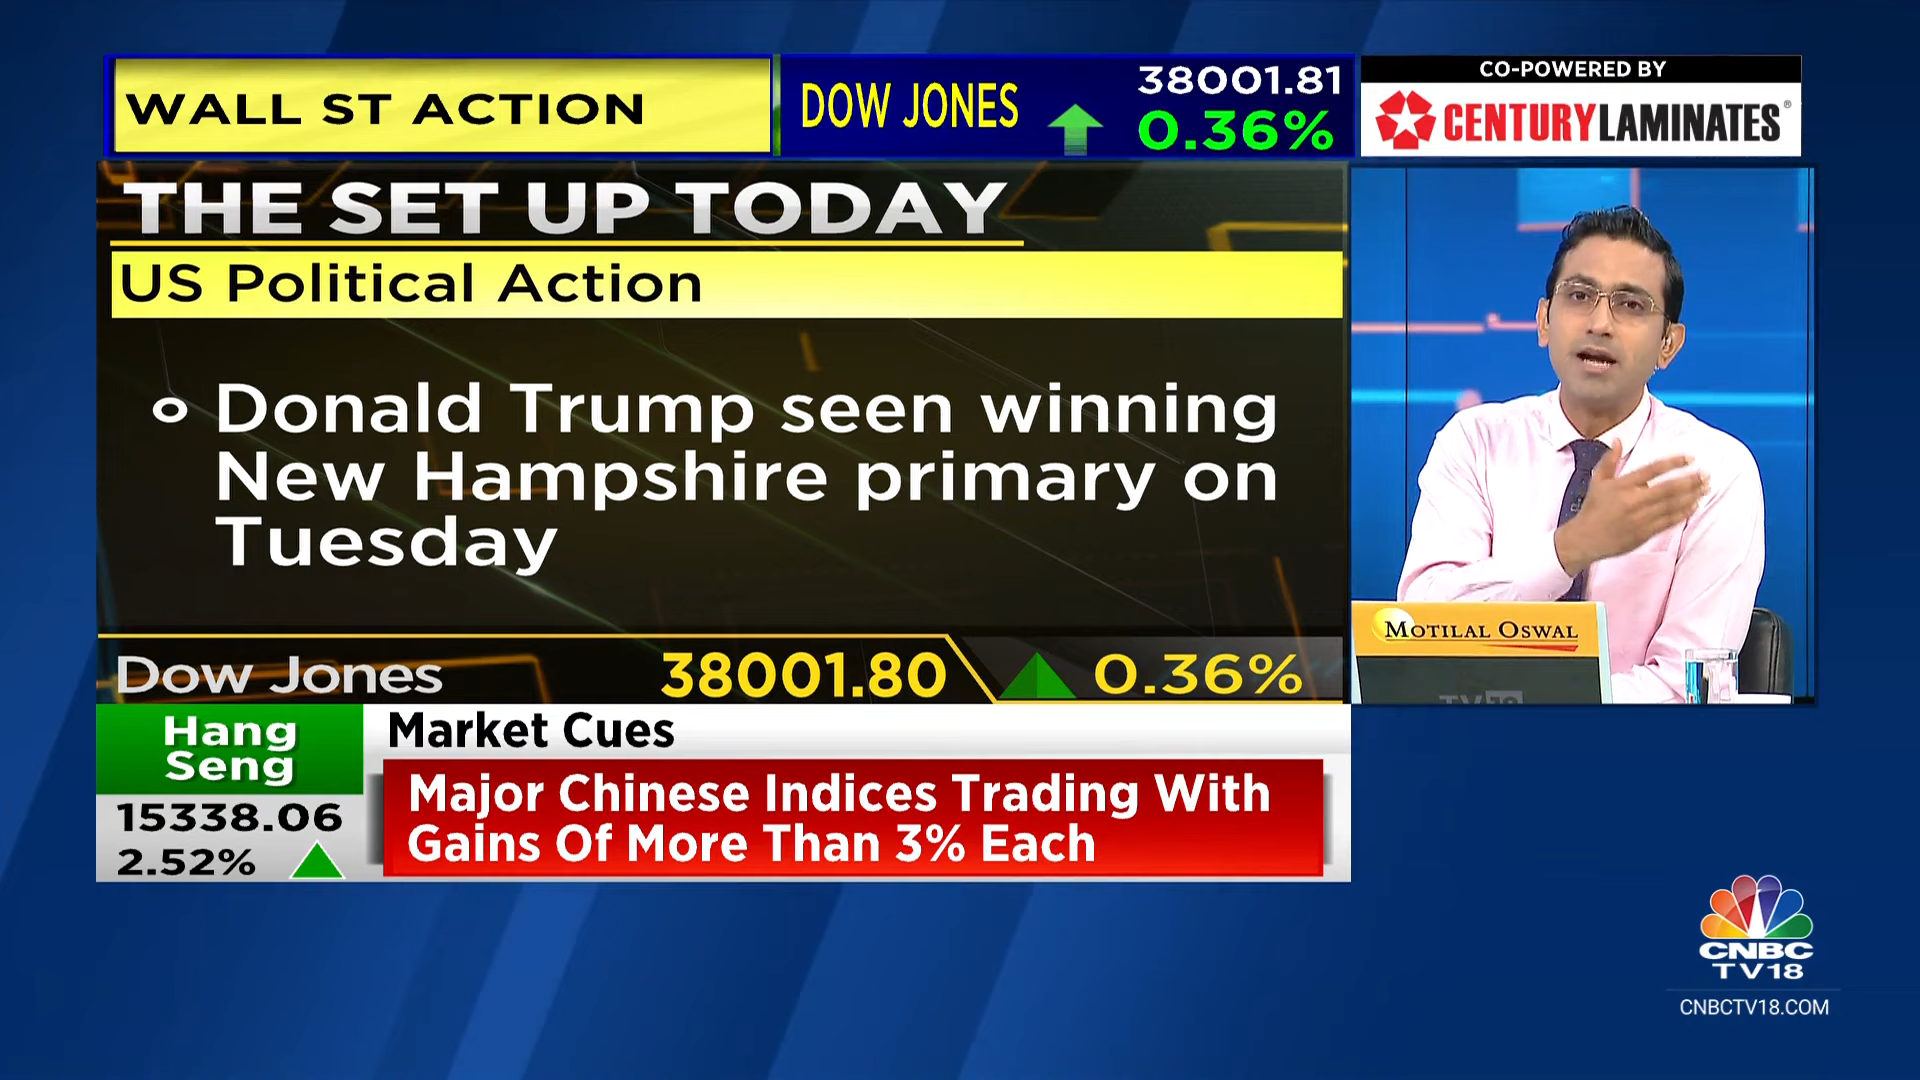 WALL ST ACTION
DOW JONES
38001.81
0.36%
CO-POWERED BY
CENTURYLAMINATES®
THE SET UP TODAY
US Political Action
Donald Trump seen winning
New Hampshire primary on
Tuesday
MOTILAL OSWAL
TV18
Dow Jones 38001.80 0.36%
Hang
Seng
15338.06
2.52%
Market Cues
Major Chinese Indices Trading With
Gains Of More Than 3% Each
CNBC
TV18
CNBCTV18.COM